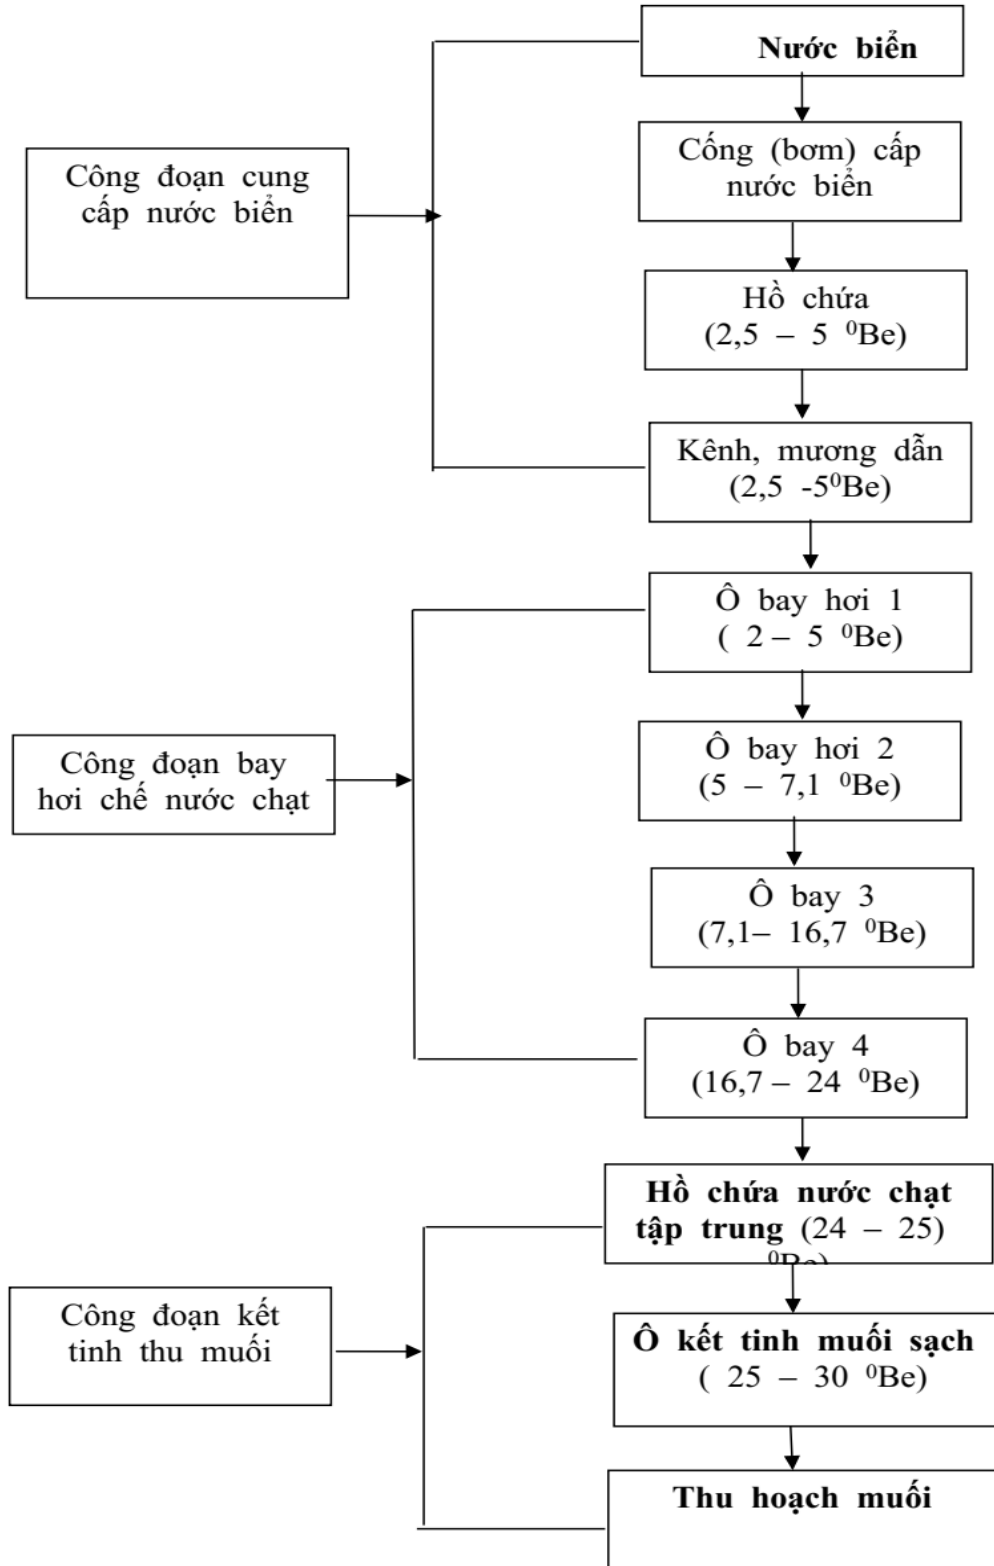 Nước biển
Cống (bơm) cấp
nước biển
Công đoạn cung
cấp nước biển
Hồ chứa
(2,5 – 5 ⁰Be)
Kênh, mương dẫn
(2,5 -5⁰Be)
Ô bay hơi 1
( 2 – 5 ⁰Be)
Ô bay hơi 2
(5 – 7,1 ⁰Be)
Công đoạn bay
hơi chế nước chạt
Ô bay 3
(7,1– 16,7 ⁰Be)
Ô bay 4
(16,7 – 24 ⁰Be)
Hồ chứa nước chạt
tập trung (24 – 25)
⁰Be)
Công đoạn kết
tinh thu muối
Ô kết tinh muối sạch
( 25 – 30 ⁰Be)
Thu hoạch muối